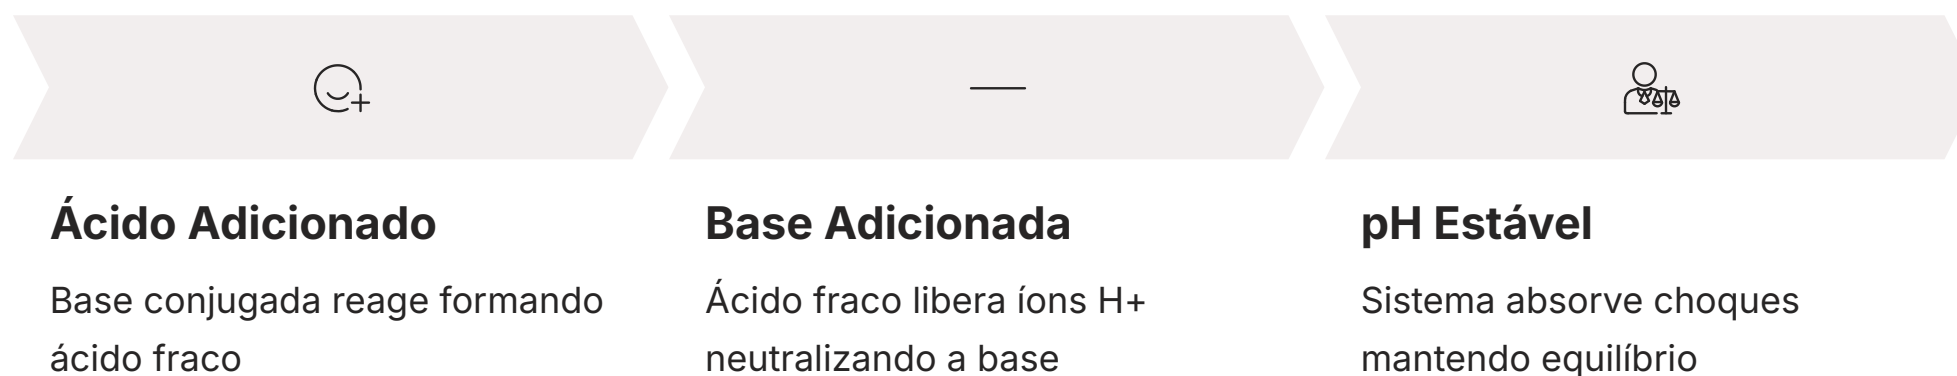 Ácido Adicionado
Base conjugada reage formando
ácido fraco
Base Adicionada
Ácido fraco libera íons H+
neutralizando a base
pH Estável
Sistema absorve choques
mantendo equilíbrio